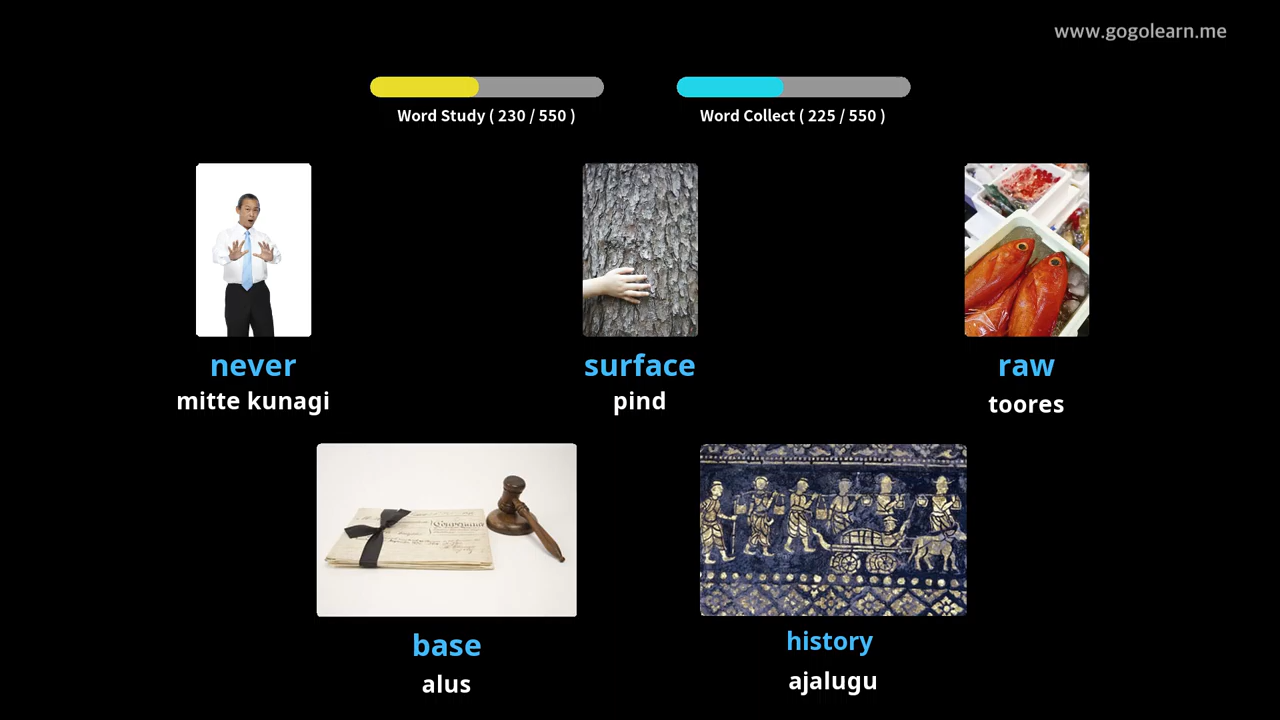 www.gogolearn.me
Word Study ( 230 / 550 )
Word Collect ( 225 / 550 )
never
mitte kunagi
surface
pind
raw
toores
base
alus
history
ajalugu